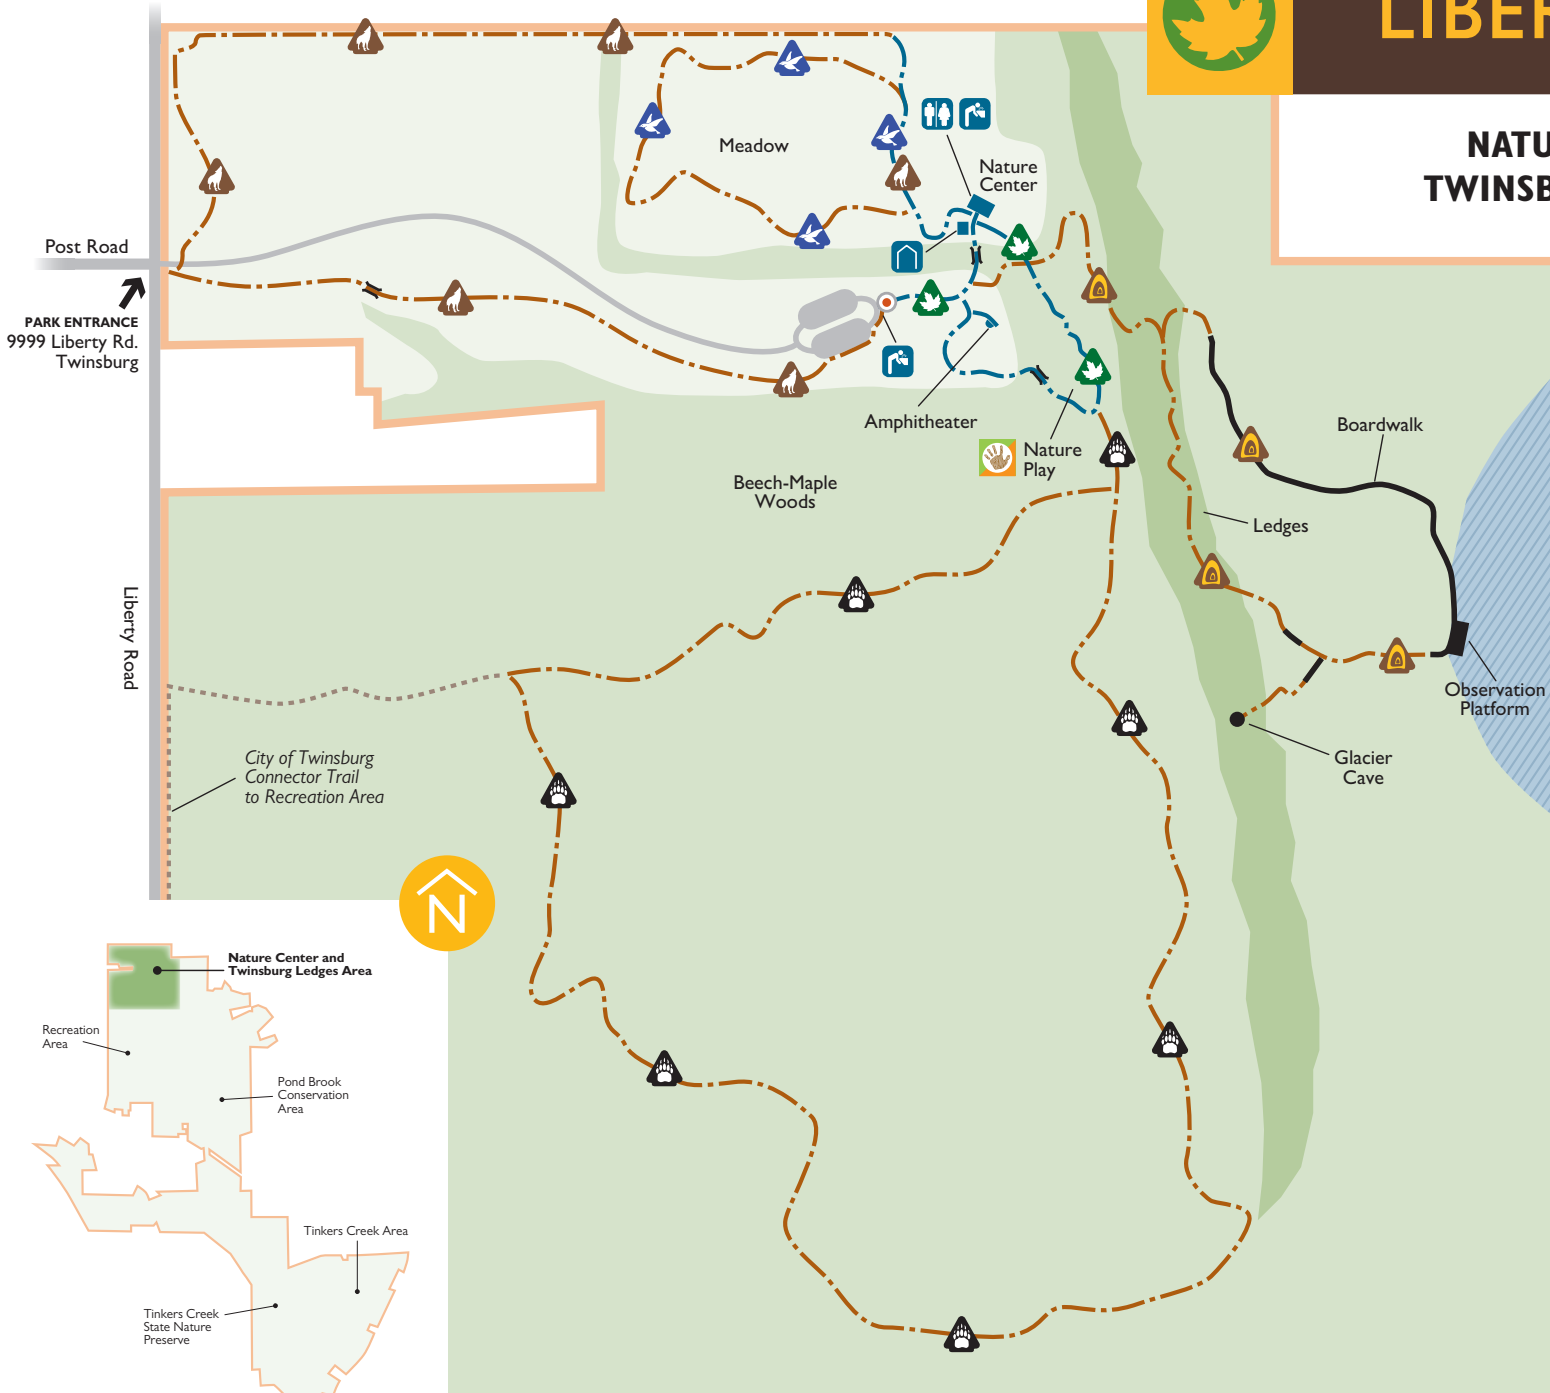 LIBER
NATU
TWINSB
Meadow
Nature
Center
Post Road
PARK ENTRANCE
9999 Liberty Rd.
Twinsburg
Amphitheater
Nature
Play
Boardwalk
Beech-Maple
Woods
Ledges
Liberty Road
Observation
Platform
Glacier
Cave
City of Twinsburg
Connector Trail
to Recreation Area
N
Nature Center and
Twinsburg Ledges Area
Recreation
Area
Pond Brook
Conservation
Area
Tinkers Creek Area
Tinkers Creek
State Nature
Preserve